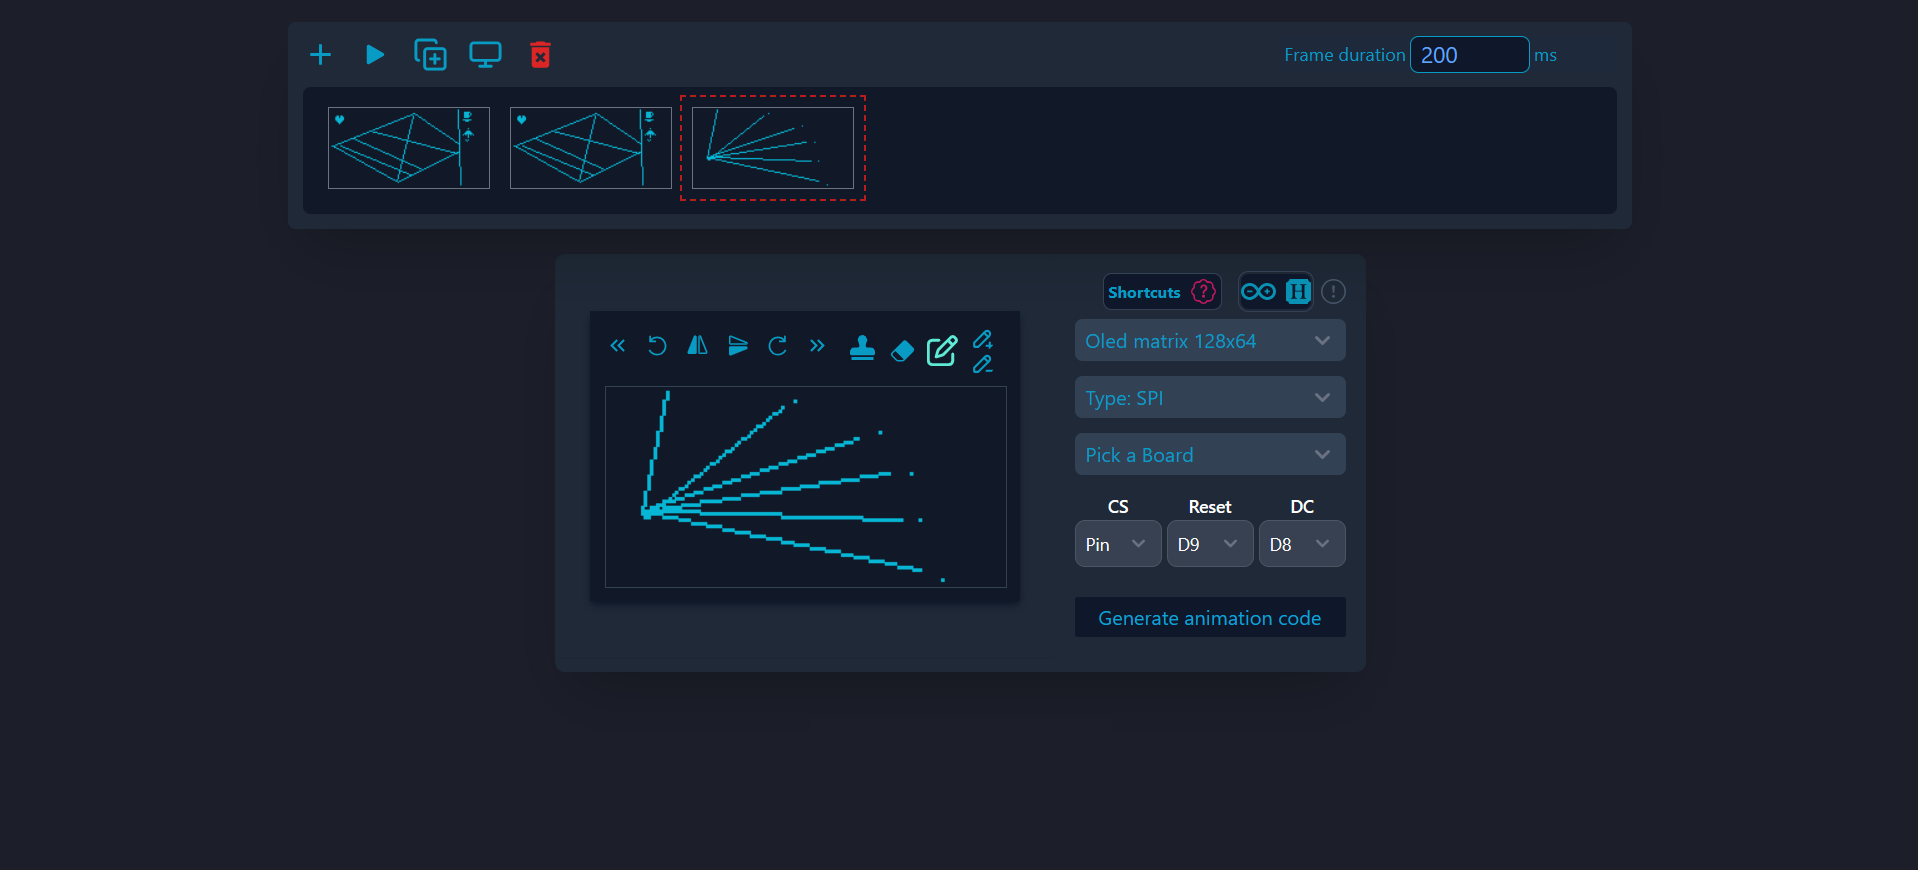 Frame duration 200 ms
Shortcuts ?
H !
Oled matrix 128x64
Type: SPI
Pick a Board
CS Reset DC
Pin D9 D8
Generate animation code